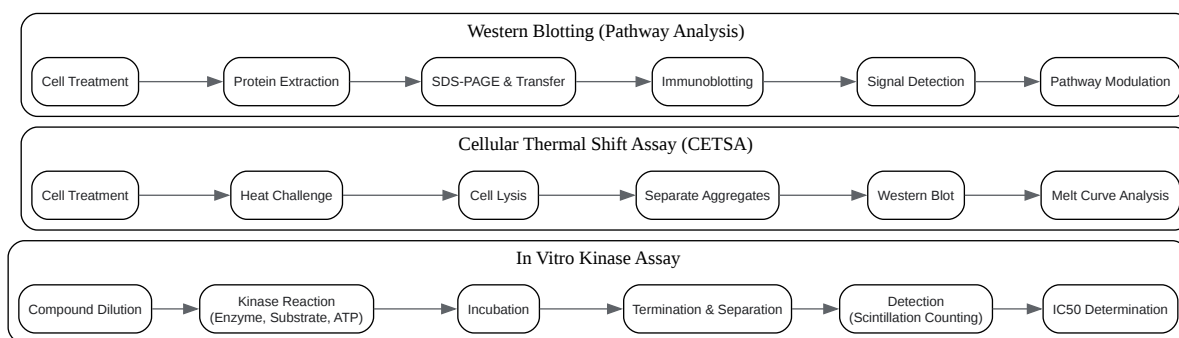 Western Blotting (Pathway Analysis)
Cell Treatment
Protein Extraction
SDS-PAGE & Transfer
Immunoblotting
Signal Detection
Pathway Modulation
Cellular Thermal Shift Assay (CETSA)
Cell Treatment
Heat Challenge
Cell Lysis
Separate Aggregates
Western Blot
Melt Curve Analysis
In Vitro Kinase Assay
Compound Dilution
Kinase Reaction
(Enzyme, Substrate, ATP)
Incubation
Termination & Separation
Detection
(Scintillation Counting)
IC50 Determination